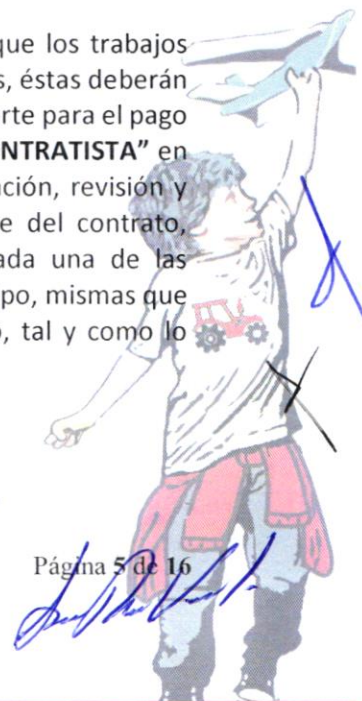 que los trabajos
s, éstas deberán
rte para el pago
NTRATISTA" en
ación, revisión y
e del contrato,
ada una de las
po, mismas que
o, tal y como lo
Página 5 de 16